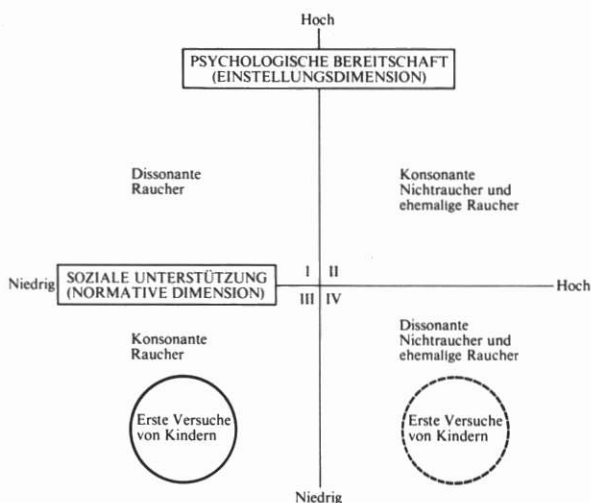 Hoch
PSYCHOLOGISCHE BEREITSCHAFT
(EINSTELLUNGSDIMENSION)
Dissonante
Raucher
Konsonante
Nichtraucher und
ehemalige Raucher
I II
Niedrig
SOZIALE UNTERSTÜTZUNG
(NORMATIVE DIMENSION)
Hoch
III IV
Konsonante
Raucher
Dissonante
Nichtraucher und
ehemalige Raucher
Erste Versuche
von Kindern
Erste Versuche
von Kindern
Niedrig